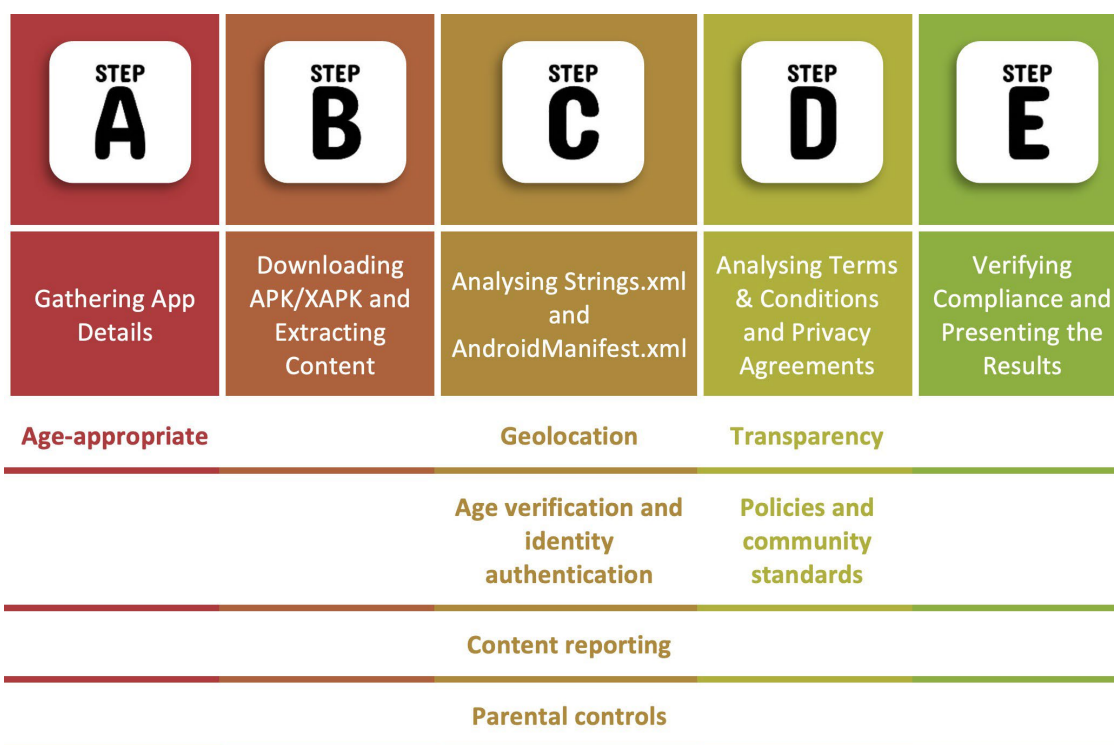 STEP
A
STEP
B
STEP
C
STEP
D
STEP
E
Gathering App
Details
Downloading
APK/XAPK and
Extracting
Content
Analysing Strings.xml
and
AndroidManifest.xml
Analysing Terms
& Conditions
and Privacy
Agreements
Verifying
Compliance and
Presenting the
Results
Age-appropriate
Geolocation
Transparency
Age verification and
identity
authentication
Policies and
community
standards
Content reporting
Parental controls